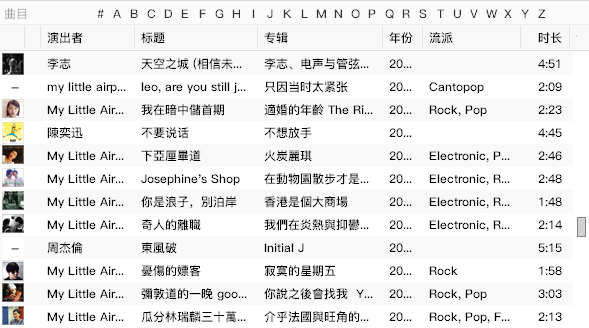 曲目 # A B C D E F G H I J K L M N O P Q R S T U V W X Y Z
演出者 标题 专辑 年份 流派 时长
李志 天空之城 (相信未... 李志、电声与管弦... 20... 4:51
my little airp... leo, are you still j... 只因当时太紧张 20... Cantopop 2:09
My Little Air... 我在暗中儲首期 適婚的年齡 The Ri... 20... Rock, Pop 2:23
陳奕迅 不要说话 不想放手 20... 4:45
My Little Air... 下亞厘畢道 火炭麗琪 20... Electronic, P... 2:46
My Little Air... Josephine's Shop 在動物園散步才是... 20... Electronic, R... 2:48
My Little Air... 你是浪子，別泊岸 香港是個大商場 20... Electronic, R... 1:48
My Little Air... 奇人的離職 我們在炎熱與抑鬱... 20... Electronic, R... 2:14
周杰倫 東風破 Initial J 20... 5:15
My Little Air... 憂傷的嫖客 寂寞的星期五 20... Rock 1:58
My Little Air... 彌敦道的一晚 goo... 你說之後會找我 Y... 20... Rock, Pop 3:03
My Little Air... 瓜分林瑞麟三十萬... 介乎法國與旺角的... 20... Rock, Pop, F... 2:13